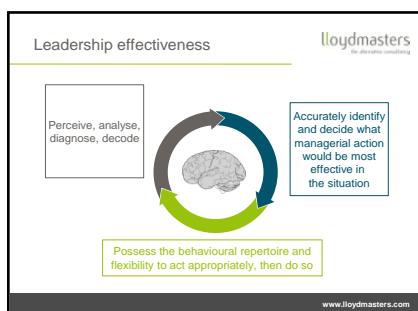 Leadership effectiveness
lloydmasters
the alternative consultancy
Perceive, analyse,
diagnose, decode
Accurately identify
and decide what
managerial action
would be most
effective in
the situation
Possess the behavioural repertoire and
flexibility to act appropriately, then do so
www.lloydmasters.com